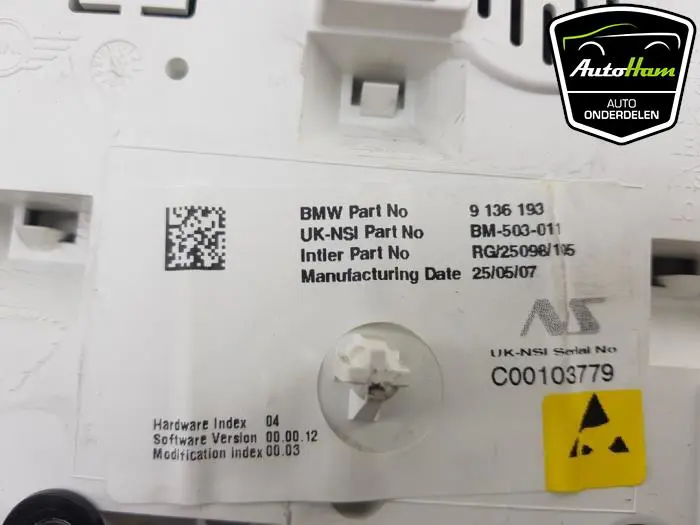 AutoHam
AUTO
ONDERDELEN
BMW Part No 9 136 193
UK-NSI Part No BM-503-011
Intier Part No RG/25098/105
Manufacturing Date 25/05/07
NS
UK-NSI Serial No
C00103779
Hardware Index 04
Software Version 00.00.12
Modification index 00.03